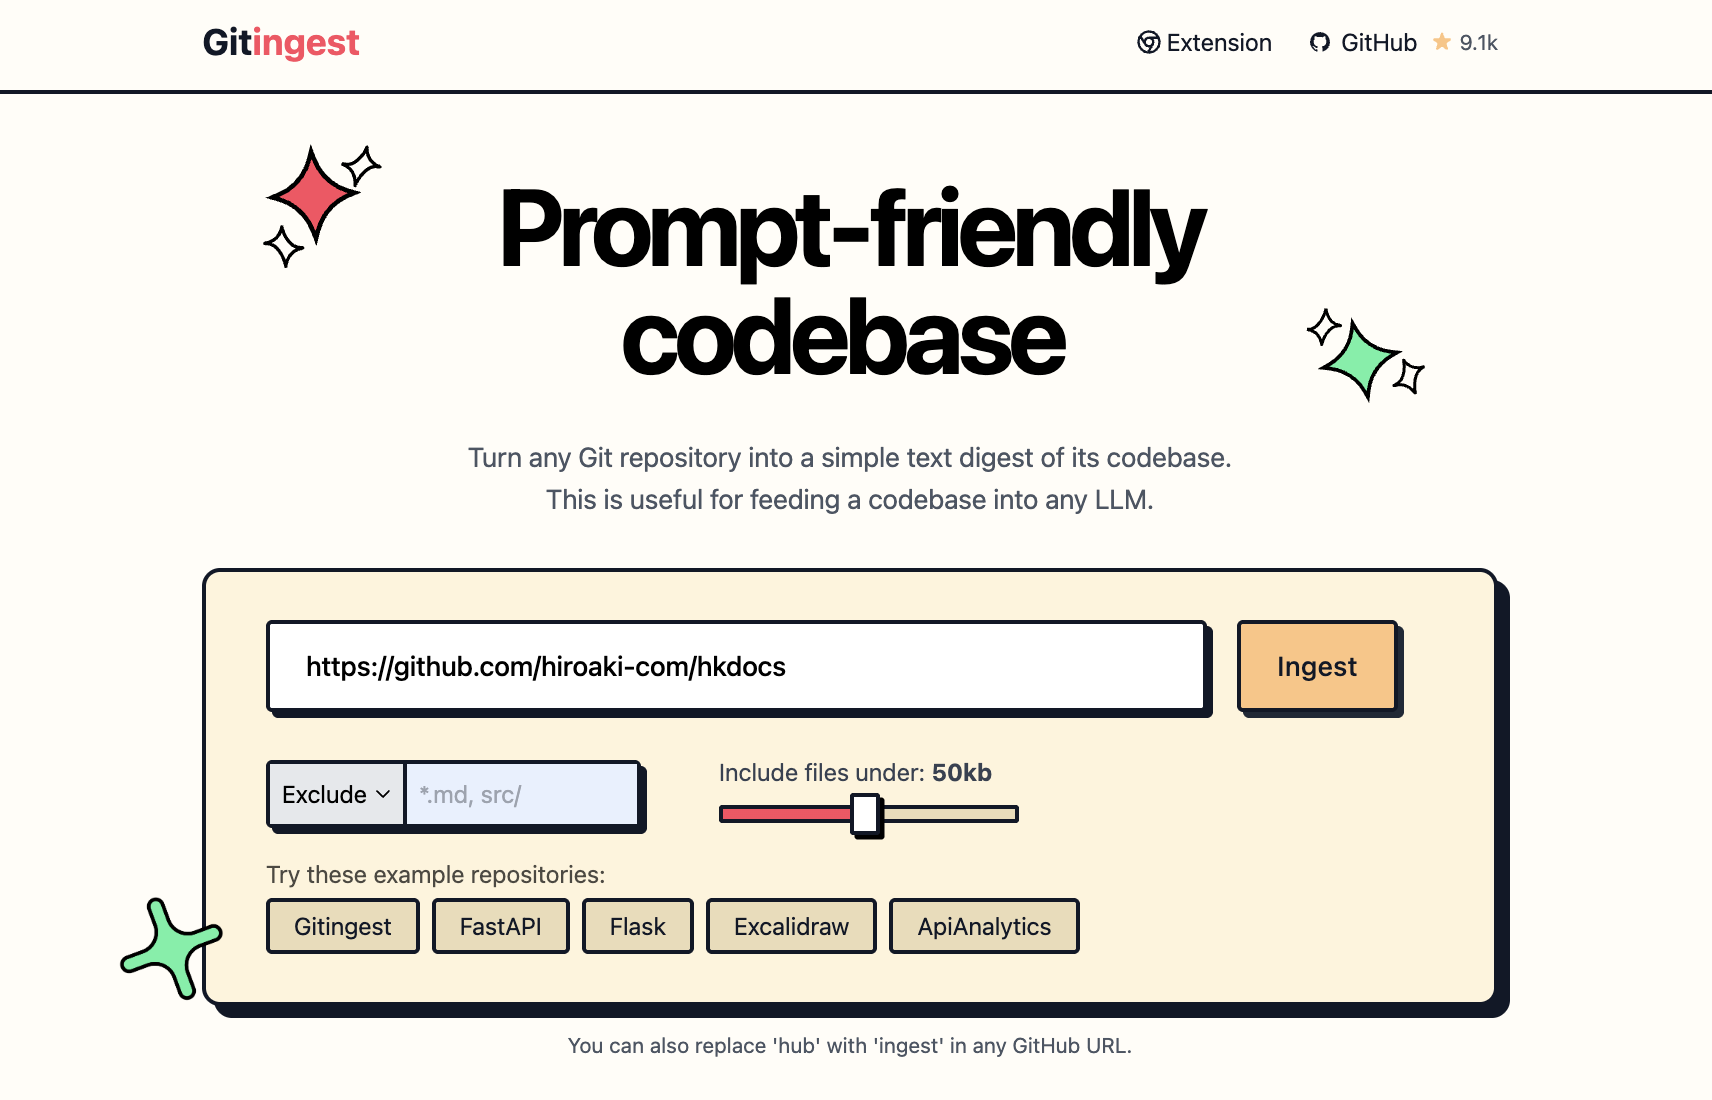 Gitingest
Extension
GitHub
9.1k
Prompt-friendly
codebase
Turn any Git repository into a simple text digest of its codebase.
This is useful for feeding a codebase into any LLM.
https://github.com/hiroaki-com/hkdocs
Ingest
Exclude
*.md, src/
Include files under: 50kb
Try these example repositories:
Gitingest
FastAPI
Flask
Excalidraw
ApiAnalytics
You can also replace 'hub' with 'ingest' in any GitHub URL.